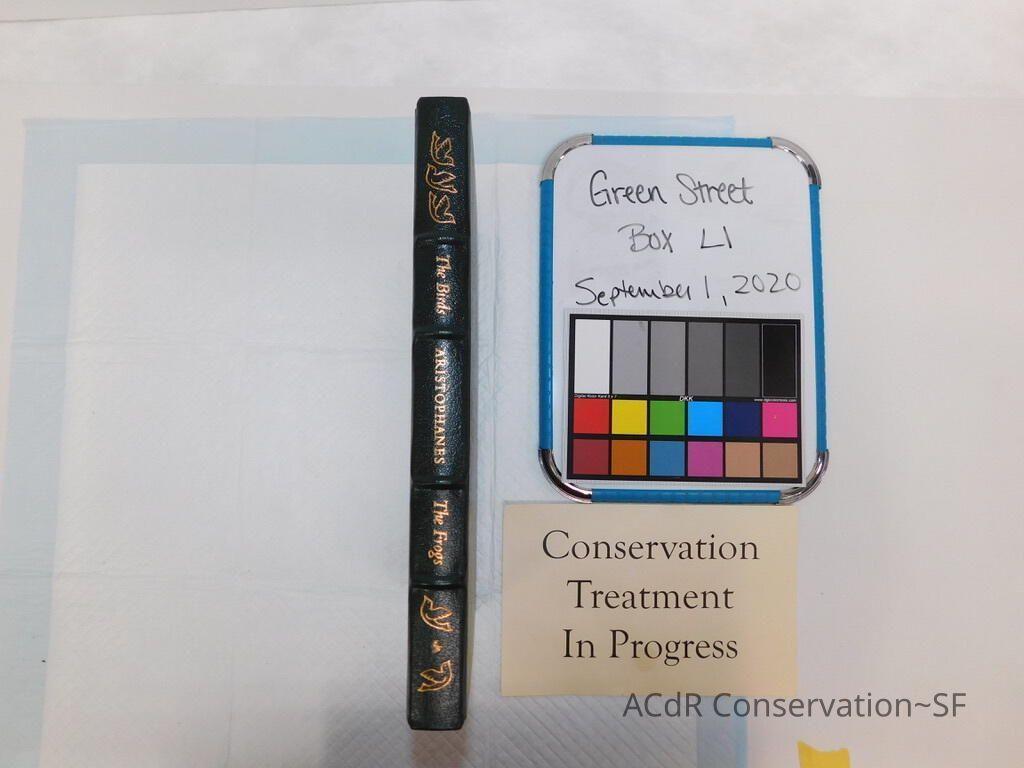 The Birds
ARISTOPHANES
The Frogs
Green Street
Box L1
September 1, 2020
DKK
Conservation
Treatment
In Progress
ACdR Conservation~SF